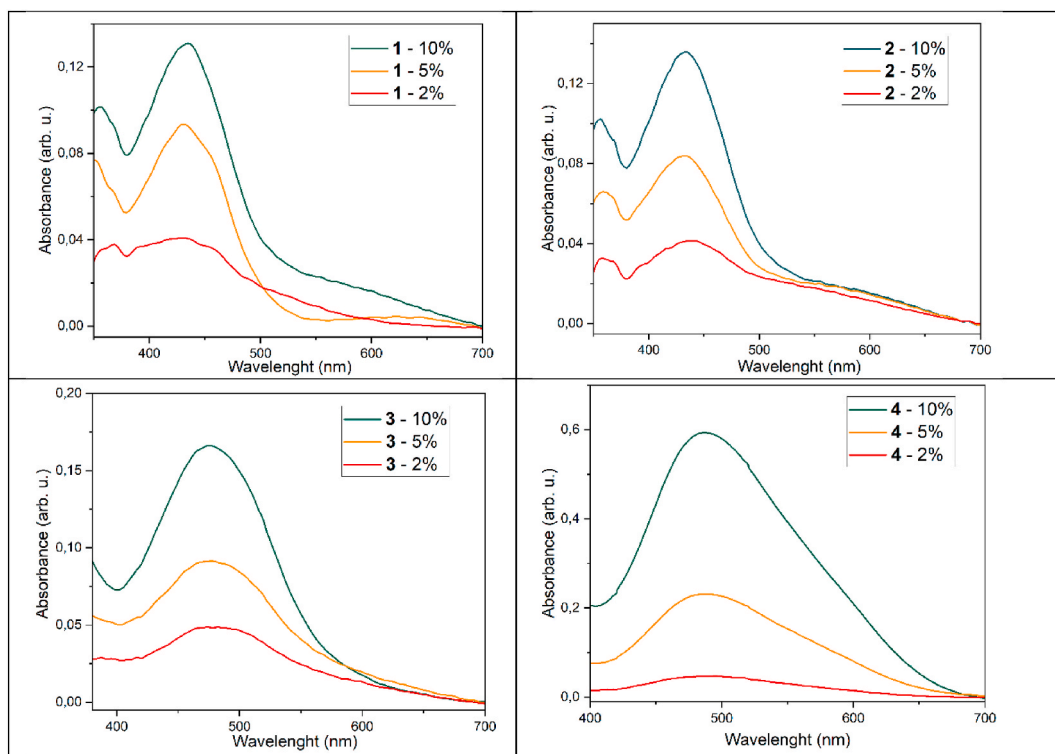 1 - 10%
1 - 5%
1 - 2%
0,12
0,08
0,04
0,00
Absorbance (arb. u.)
400
500
600
700
Wavelenght (nm)
2 - 10%
2 - 5%
2 - 2%
0,12
0,08
0,04
0,00
Absorbance (arb. u.)
400
500
600
700
Wavelenght (nm)
3 - 10%
3 - 5%
3 - 2%
0,20
0,15
0,10
0,05
0,00
Absorbance (arb. u.)
400
500
600
700
Wavelenght (nm)
4 - 10%
4 - 5%
4 - 2%
0,6
0,4
0,2
0,0
Absorbance (arb. u.)
400
500
600
700
Wavelenght (nm)